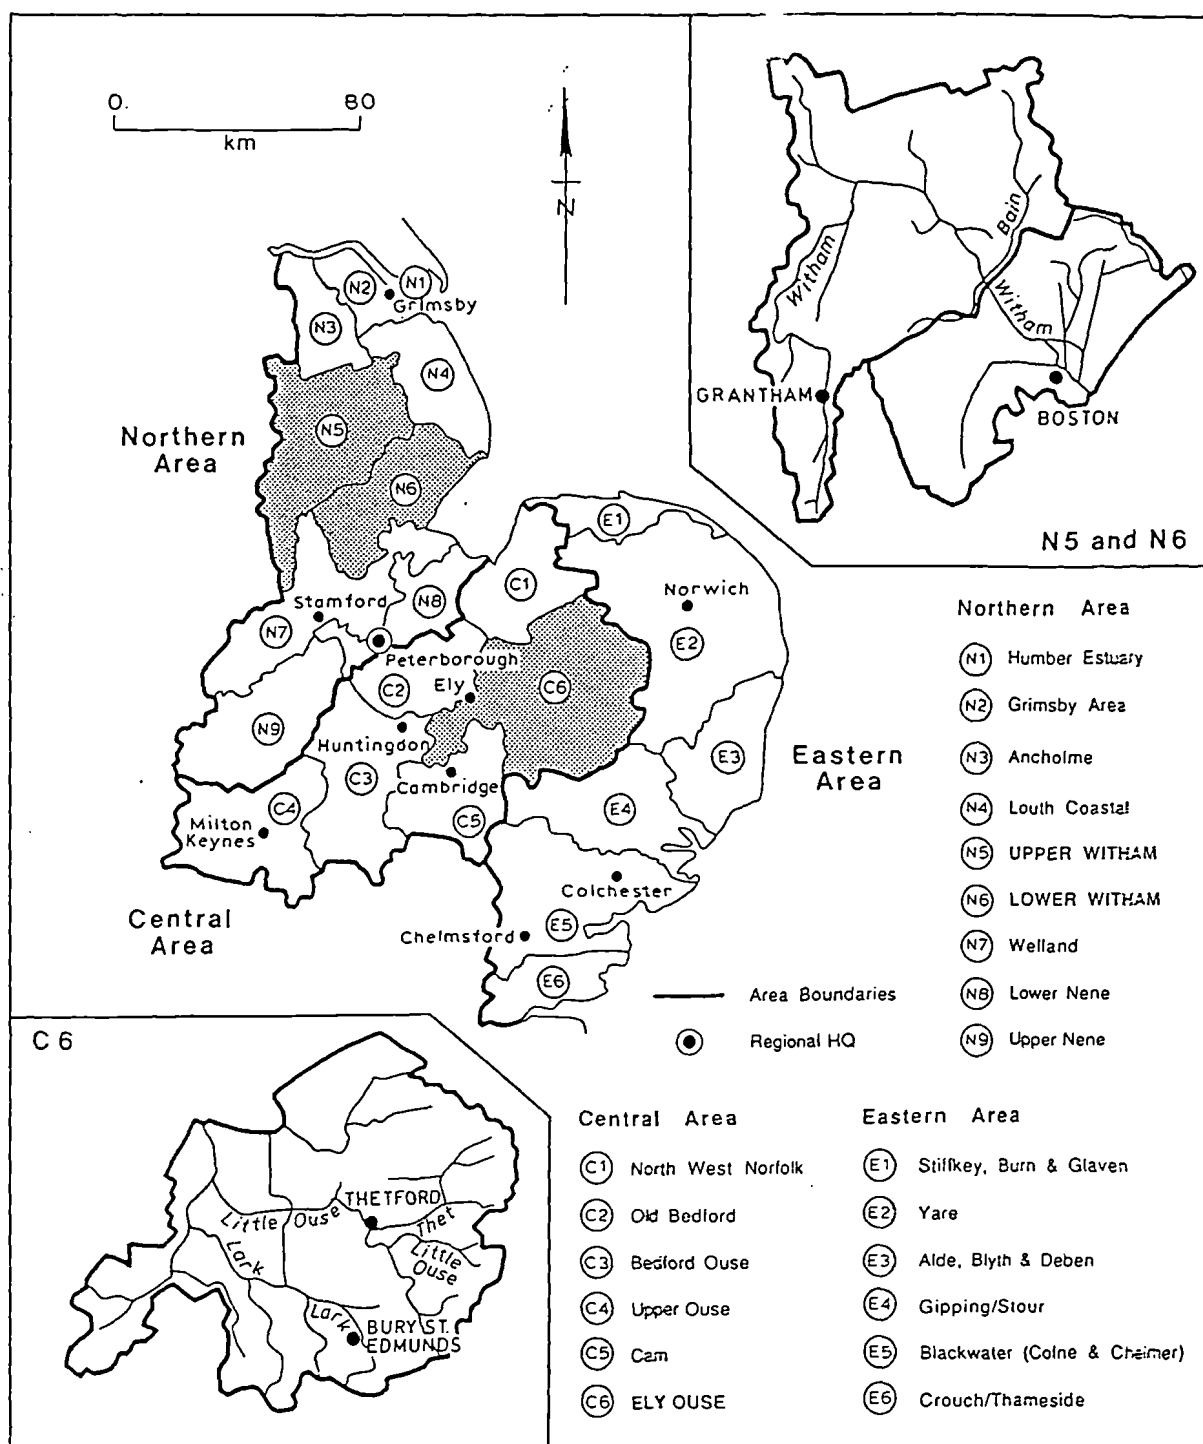 0. 80
km
N
N1
N2
Grimsby
N3
N4
Northern
Area
N5
N6
E1
C1
Norwich
Stamford
N8
N7
E2
Peterborough
C2
Ely
C6
N9
Huntingdon
E3
Eastern
Area
C3
Cambridge
C4
Milton
Keynes
C5
E4
Colchester
Central
Area
Chelmsford
E5
E6
Area Boundaries
Regional HQ
Witham
Bain
Witham
GRANTHAM
BOSTON
N5 and N6
Northern Area
N1 Humber Estuary
N2 Grimsby Area
N3 Ancholme
N4 Louth Coastal
N5 UPPER WITHAM
N6 LOWER WITHAM
N7 Welland
N8 Lower Nene
N9 Upper Nene
C6
THETFORD
Little Ouse
Thet
Little
Ouse
Lark
Lark
BURY ST.
EDMUNDS
Central Area
C1 North West Norfolk
C2 Old Bedford
C3 Bedford Ouse
C4 Upper Ouse
C5 Cam
C6 ELY OUSE
Eastern Area
E1 Stiffkey, Burn & Glaven
E2 Yare
E3 Alde, Blyth & Deben
E4 Gipping/Stour
E5 Blackwater (Colne & Chelmer)
E6 Crouch/Thameside